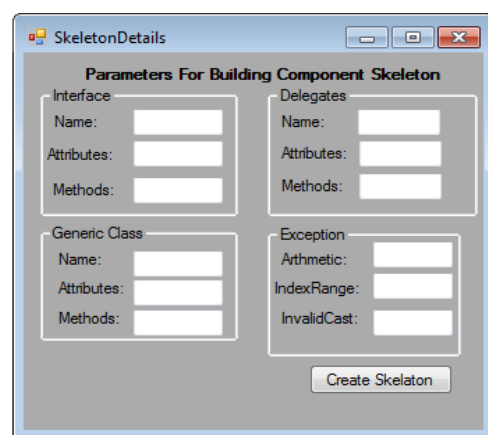 SkeletonDetails
Parameters For Building Component Skeleton
Interface
Name:
Attributes:
Methods:
Delegates
Name:
Attributes:
Methods:
Generic Class
Name:
Attributes:
Methods:
Exception
Arthmetic:
IndexRange:
InvalidCast:
Create Skelaton